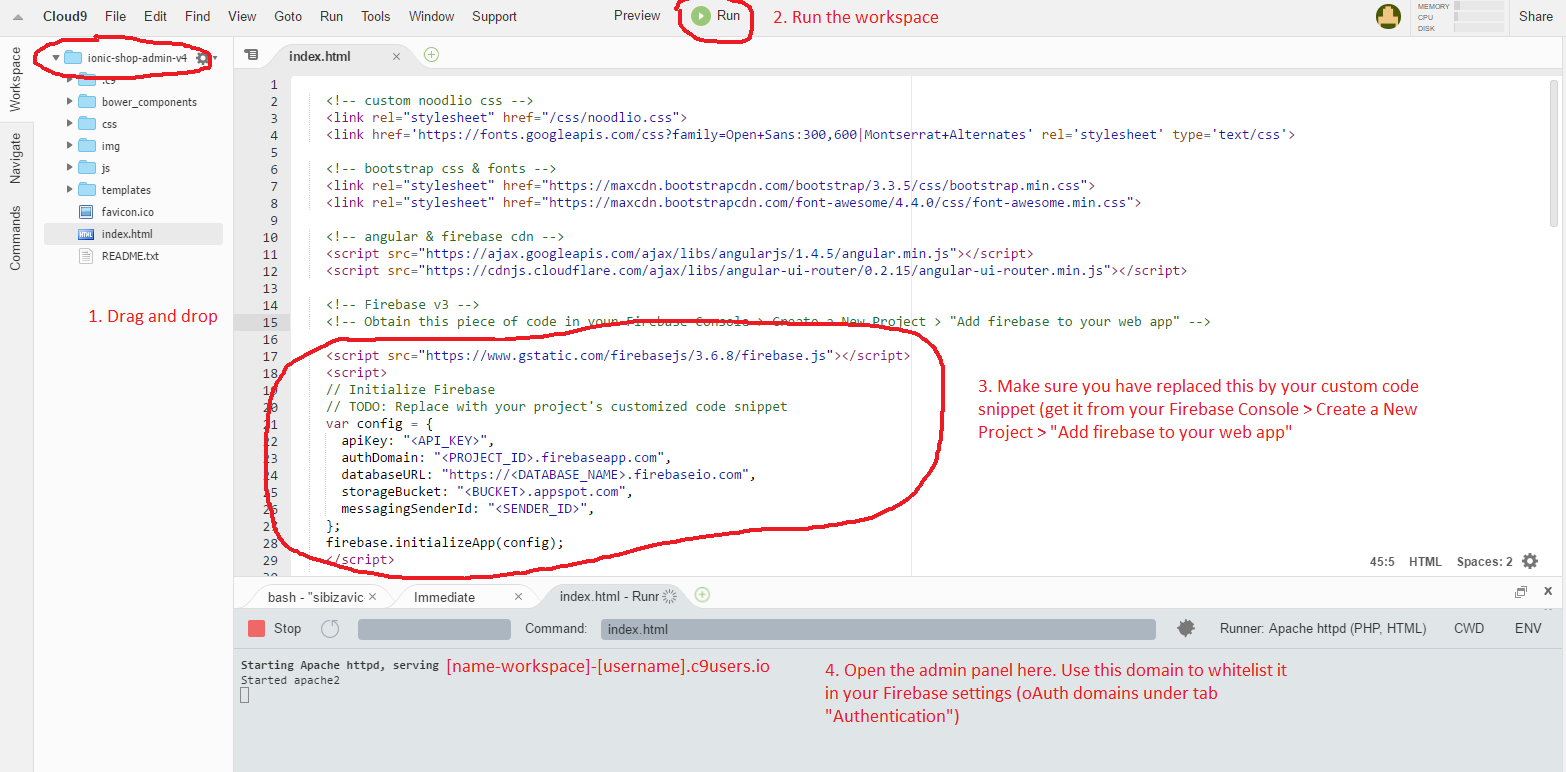 Cloud9 File Edit Find View Goto Run Tools Window Support Preview Run MEMORY CPU DISK Share
2. Run the workspace
Workspace
Navigate
Commands
ionic-shop-admin-v4
.c9
bower_components
css
img
js
templates
favicon.ico
HTML index.html
README.txt
1. Drag and drop
index.html
1
2 <!-- custom noodlio css -->
3 <link rel="stylesheet" href="/css/noodlio.css">
4 <link href='https://fonts.googleapis.com/css?family=Open+Sans:300,600|Montserrat+Alternates' rel='stylesheet' type='text/css'>
5
6 <!-- bootstrap css & fonts -->
7 <link rel="stylesheet" href="https://maxcdn.bootstrapcdn.com/bootstrap/3.3.5/css/bootstrap.min.css">
8 <link rel="stylesheet" href="https://maxcdn.bootstrapcdn.com/font-awesome/4.4.0/css/font-awesome.min.css">
9
10 <!-- angular & firebase cdn -->
11 <script src="https://ajax.googleapis.com/ajax/libs/angularjs/1.4.5/angular.min.js"></script>
12 <script src="https://cdnjs.cloudflare.com/ajax/libs/angular-ui-router/0.2.15/angular-ui-router.min.js"></script>
13
14 <!-- Firebase v3 -->
15 <!-- Obtain this piece of code in your Firebase Console > Create a New Project > "Add firebase to your web app" -->
16
17 <script src="https://www.gstatic.com/firebasejs/3.6.8/firebase.js"></script>
18 <script>
19 // Initialize Firebase
20 // TODO: Replace with your project's customized code snippet
21 var config = {
22 apiKey: "<API_KEY>",
23 authDomain: "<PROJECT_ID>.firebaseapp.com",
24 databaseURL: "https://<DATABASE_NAME>.firebaseio.com",
25 storageBucket: "<BUCKET>.appspot.com",
26 messagingSenderId: "<SENDER_ID>",
27 };
28 firebase.initializeApp(config);
29 </script>
3. Make sure you have replaced this by your custom code
snippet (get it from your Firebase Console > Create a New
Project > "Add firebase to your web app"
45:5 HTML Spaces: 2
bash - "sibizavic Immediate index.html - Runr
Stop Command: index.html Runner: Apache httpd (PHP, HTML) CWD ENV
Starting Apache httpd, serving [name-workspace]-[username].c9users.io
Started apache2
4. Open the admin panel here. Use this domain to whitelist it
in your Firebase settings (oAuth domains under tab
"Authentication")